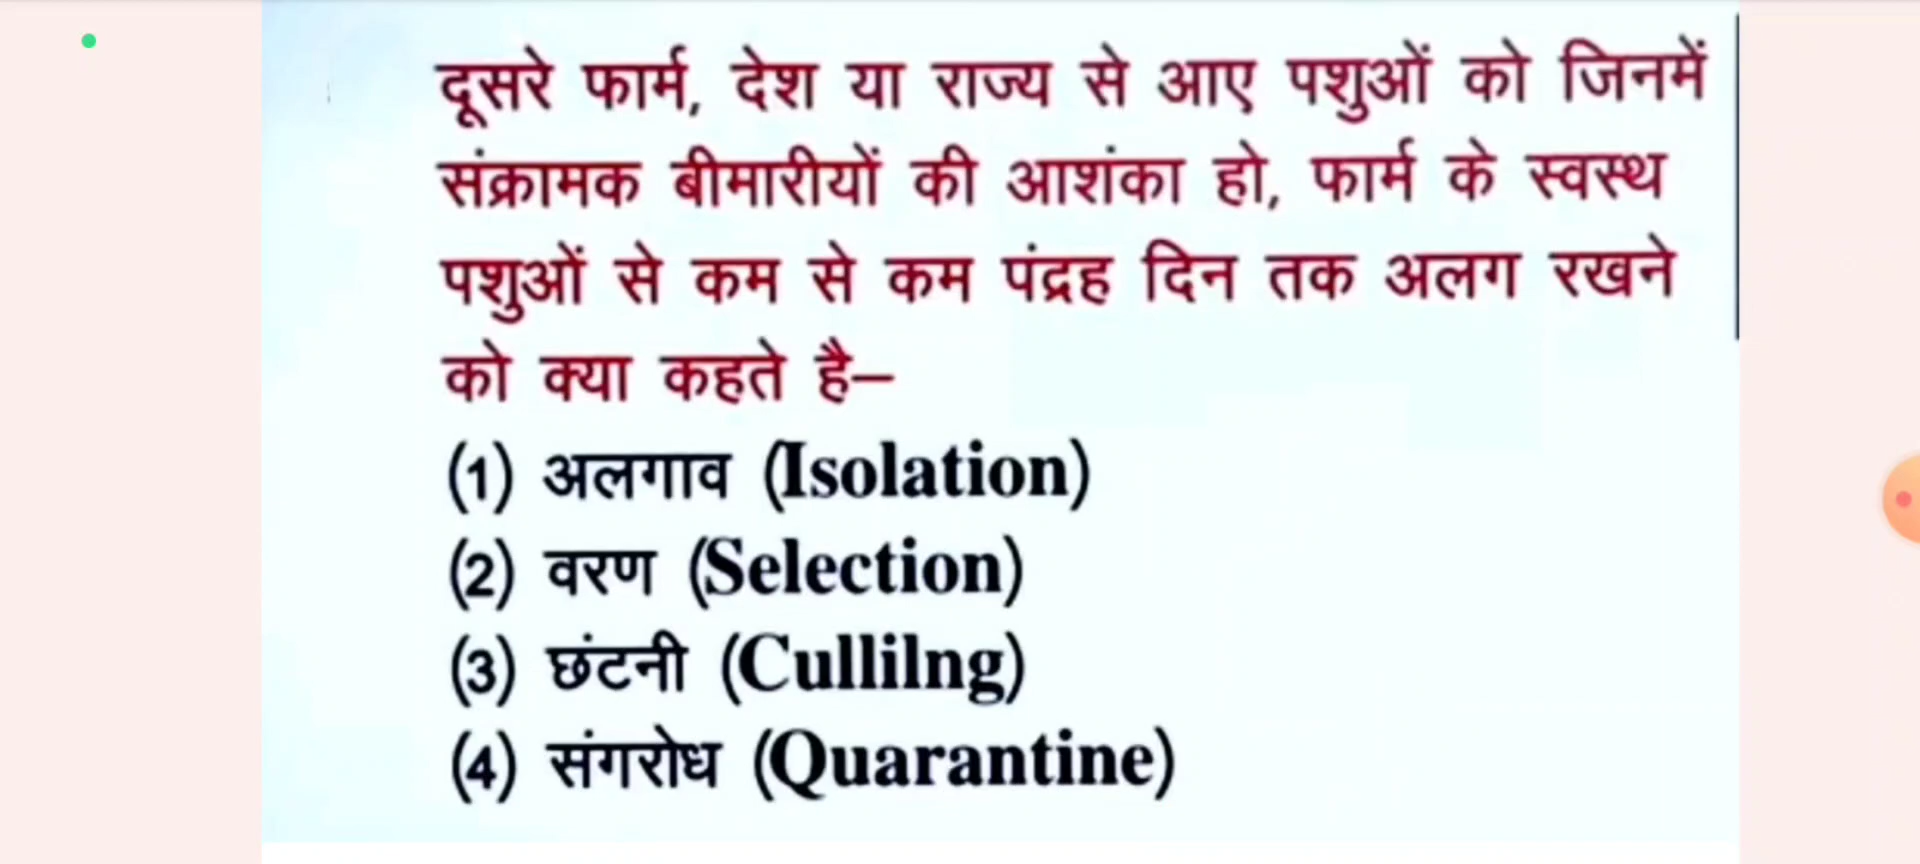 दूसरे फार्म, देश या राज्य से आए पशुओं को जिनमें
संक्रामक बीमारीयों की आशंका हो, फार्म के स्वस्थ
पशुओं से कम से कम पंद्रह दिन तक अलग रखने
को क्या कहते है–
(1) अलगाव (Isolation)
(2) वरण (Selection)
(3) छंटनी (Cullilng)
(4) संगरोध (Quarantine)